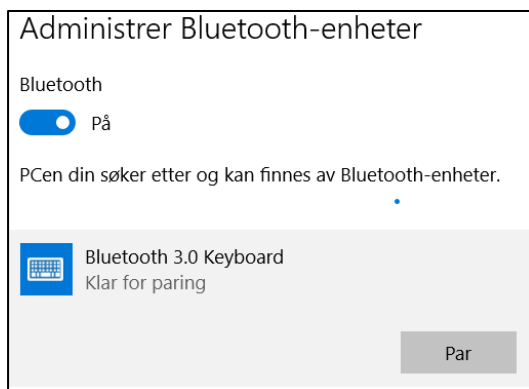 Administrer Bluetooth-enheter
Bluetooth
På
PCen din søker etter og kan finnes av Bluetooth-enheter.
Bluetooth 3.0 Keyboard
Klar for paring
Par